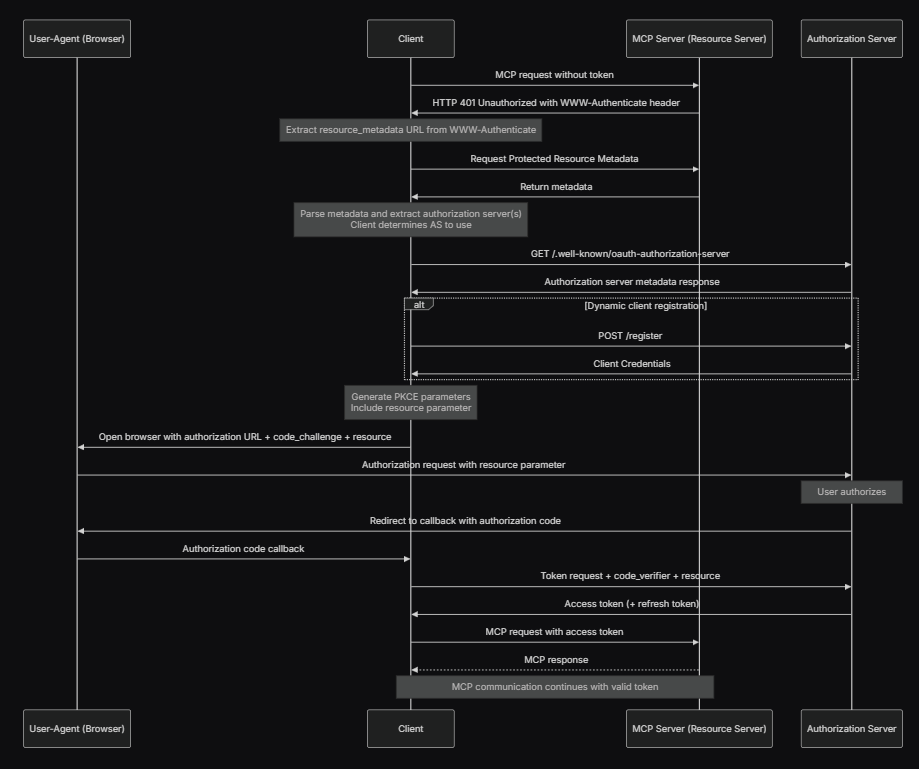 User-Agent (Browser)
Client
MCP Server (Resource Server)
Authorization Server
MCP request without token
HTTP 401 Unauthorized with WWW-Authenticate header
Extract resource_metadata URL from WWW-Authenticate
Request Protected Resource Metadata
Return metadata
Parse metadata and extract authorization server(s)
Client determines AS to use
GET /.well-known/oauth-authorization-server
Authorization server metadata response
alt
[Dynamic client registration]
POST /register
Client Credentials
Generate PKCE parameters
Include resource parameter
Open browser with authorization URL + code_challenge + resource
Authorization request with resource parameter
User authorizes
Redirect to callback with authorization code
Authorization code callback
Token request + code_verifier + resource
Access token (+ refresh token)
MCP request with access token
MCP response
MCP communication continues with valid token
User-Agent (Browser)
Client
MCP Server (Resource Server)
Authorization Server